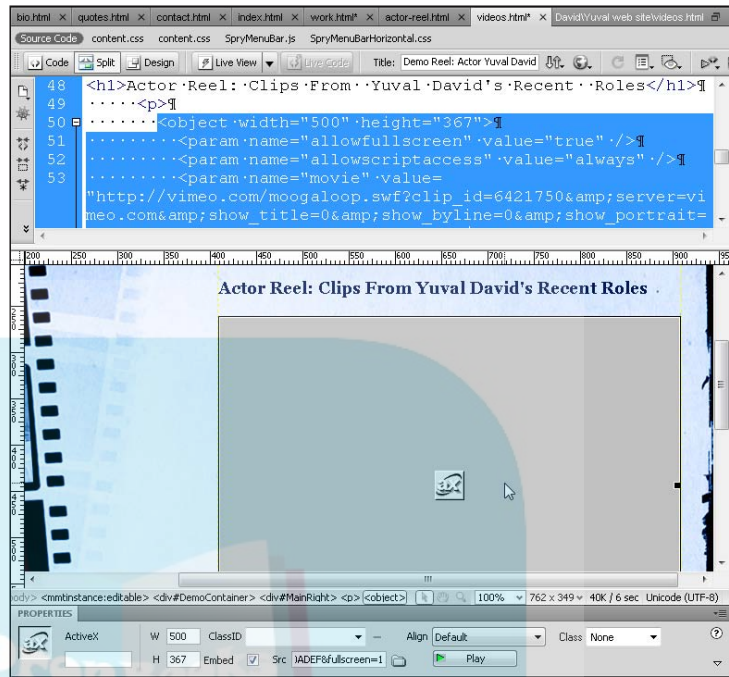 bio.html × quotes.html × contact.html × index.html × work.html* × actor-reel.html × videos.html* × David\Yuval web site\videos.html
Source Code content.css content.css SpryMenuBar.js SpryMenuBarHorizontal.css
Code Split Design Live View Live Code Title: Demo Reel: Actor Yuval David
48 <h1>Actor·Reel:·Clips·From··Yuval·David's·Recent··Roles</h1>¶
49 ·····<p>¶
50 ·······<object·width="500"·height="367">¶
51 ·········<param·name="allowfullscreen"·value="true"·/>¶
52 ·········<param·name="allowscriptaccess"·value="always"·/>¶
53 ·········<param·name="movie"·value=
"http://vimeo.com/moogaloop.swf?clip_id=6421750&amp;server=vi
meo.com&amp;show_title=0&amp;show_byline=0&amp;show_portrait=
200 250 300 350 400 450 500 550 600 650 700 750 800 850 900 95
Actor Reel: Clips From Yuval David's Recent Roles
body> <mmtinstance:editable> <div#DemoContainer> <div#MainRight> <p> <object> 100% 762 x 349 40K / 6 sec Unicode (UTF-8)
PROPERTIES
ActiveX W 500 ClassID Align Default Class None
H 367 Embed Src )ADEF&fullscreen=1 Play